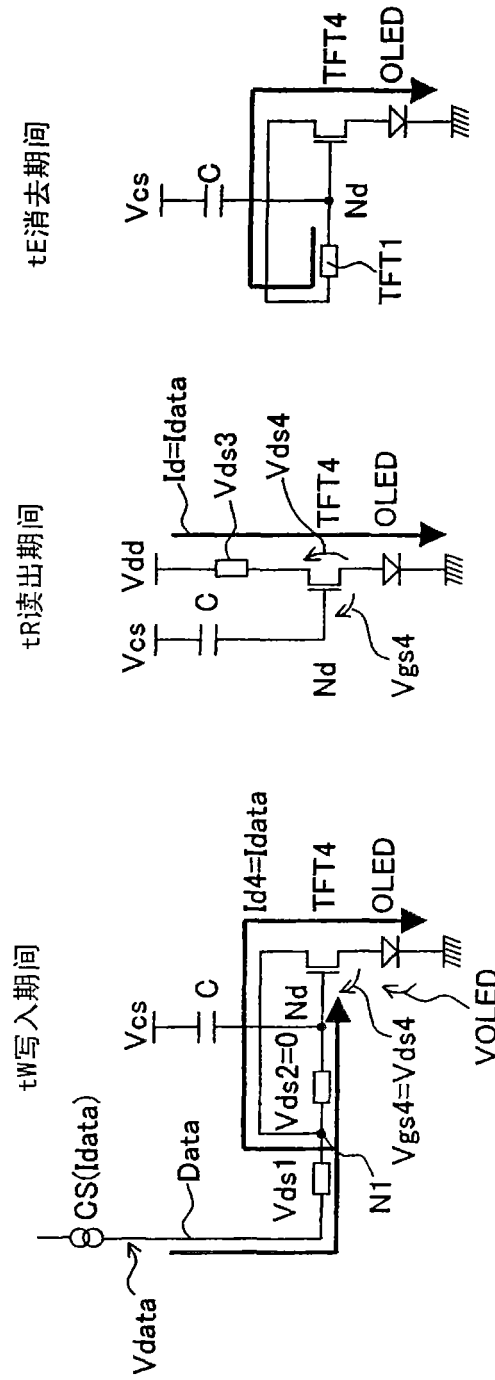 tW写入期间
CS(Idata)
Vdata
Data
Vcs
C
Id4=Idata
Vds1
Vds2=0
Nd
N1
TFT4
OLED
Vgs4=Vds4
VOLED
tR读出期间
Vcs
C
Vdd
Id=Idata
Vds3
Vds4
Nd
TFT4
OLED
Vgs4
tE消去期间
Vcs
C
Nd
TFT1
TFT4
OLED